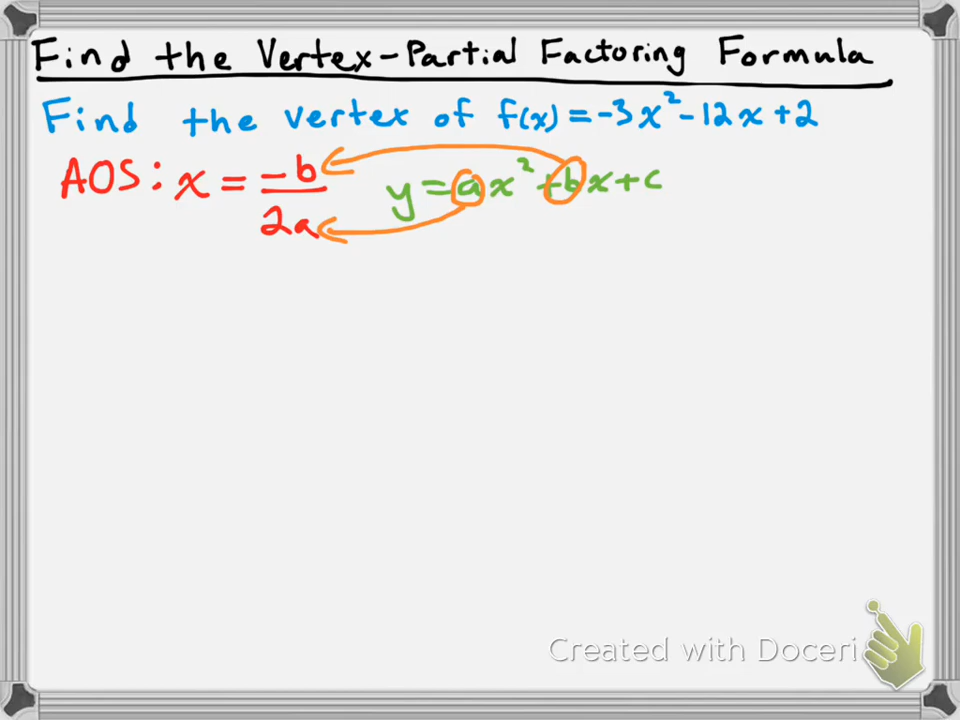 Find the Vertex-Partial Factoring Formula
Find the vertex of f(x)=-3x²-12x+2
AOS: x = -b/2a y=ax²+bx+c
Created with Doceri